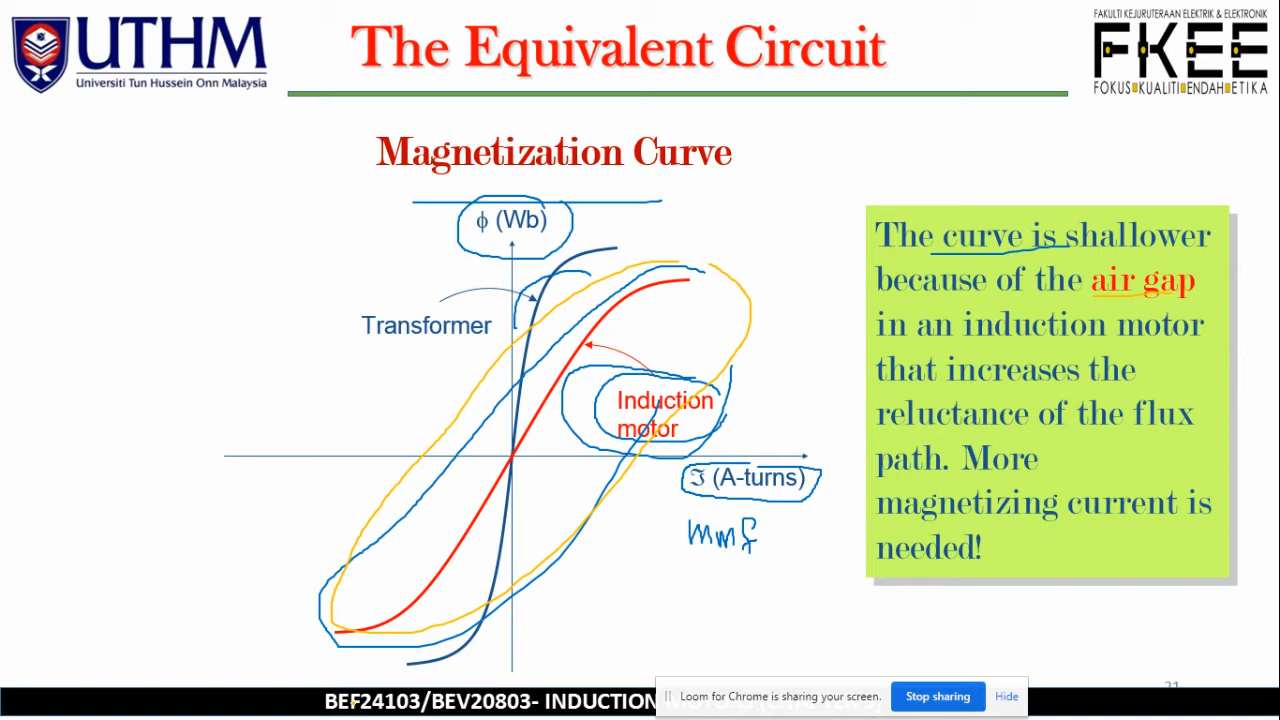 UTHM
Universiti Tun Hussein Onn Malaysia
The Equivalent Circuit
FAKULTI KEJURUTERAAN ELEKTRIK & ELEKTRONIK
FKEE
FOKUS KUALITI ENDAH ETIKA
Magnetization Curve
ϕ (Wb)
Transformer
Induction
motor
ℑ (A-turns)
mmf
The curve is shallower
because of the air gap
in an induction motor
that increases the
reluctance of the flux
path. More
magnetizing current is
needed!
BEF24103/BEV20803- INDUCTION
Loom for Chrome is sharing your screen.
Stop sharing
Hide